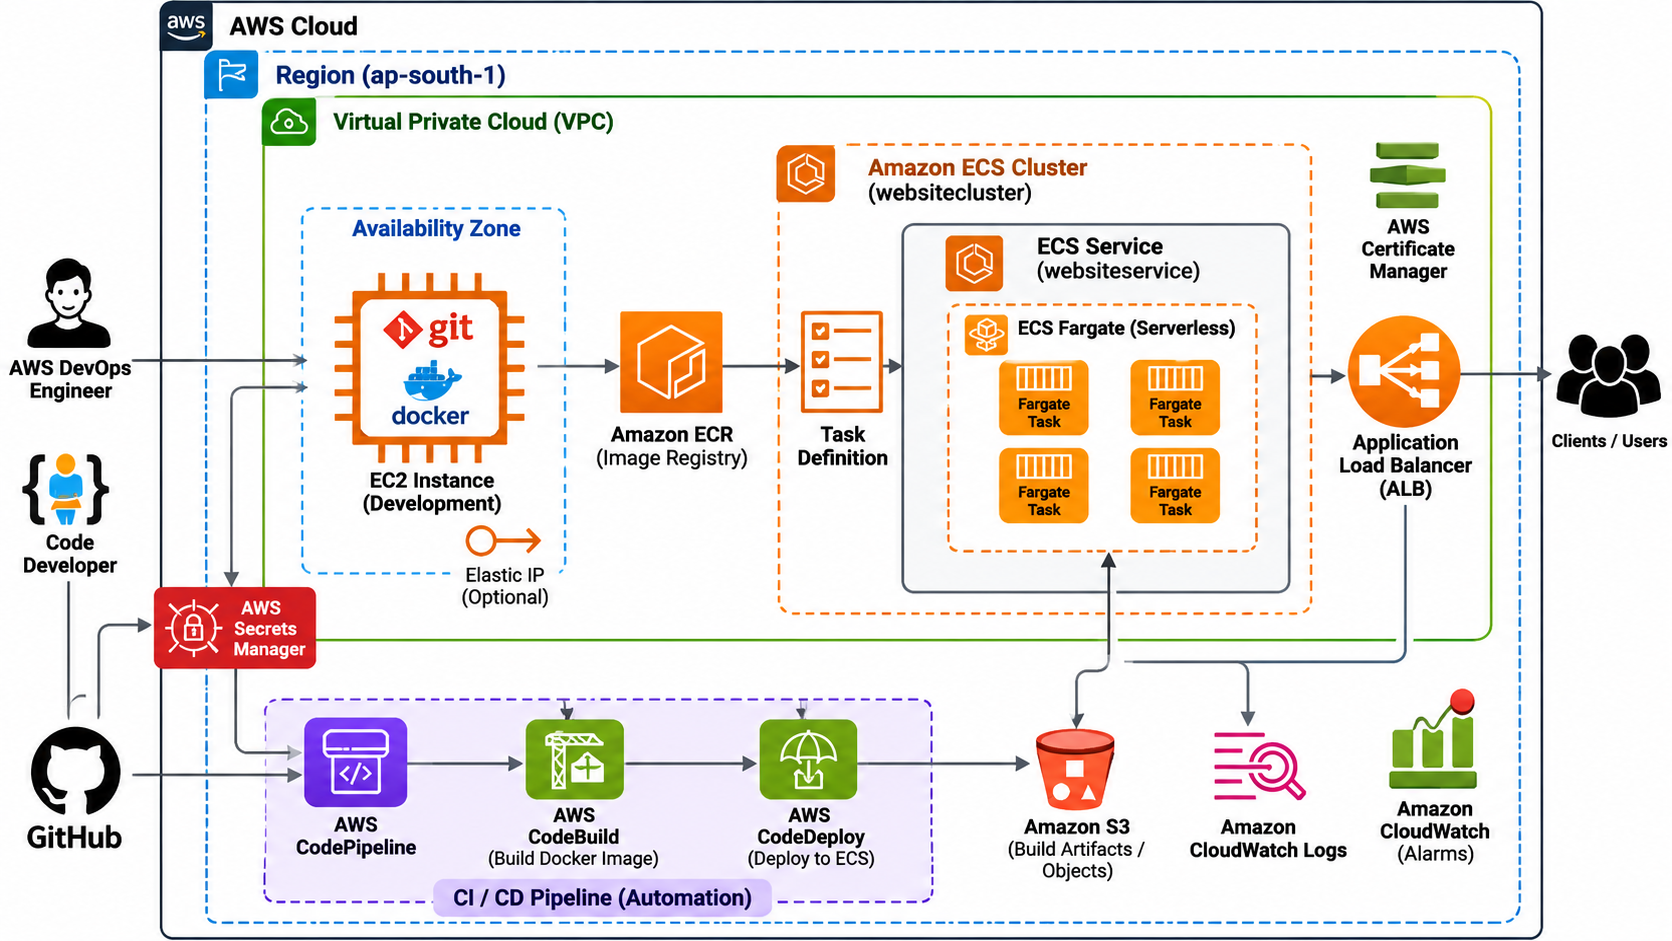 aws
AWS Cloud
Region (ap-south-1)
Virtual Private Cloud (VPC)
Availability Zone
git
docker
EC2 Instance
(Development)
Elastic IP
(Optional)
AWS DevOps
Engineer
Code
Developer
AWS
Secrets
Manager
GitHub
Amazon ECR
(Image Registry)
Task
Definition
Amazon ECS Cluster
(websitecluster)
ECS Service
(websiteservice)
ECS Fargate (Serverless)
Fargate
Task
Fargate
Task
Fargate
Task
Fargate
Task
AWS
Certificate
Manager
Application
Load Balancer
(ALB)
Clients / Users
</>
AWS
CodePipeline
AWS
CodeBuild
(Build Docker Image)
AWS
CodeDeploy
(Deploy to ECS)
CI / CD Pipeline (Automation)
Amazon S3
(Build Artifacts /
Objects)
Amazon
CloudWatch Logs
Amazon
CloudWatch
(Alarms)